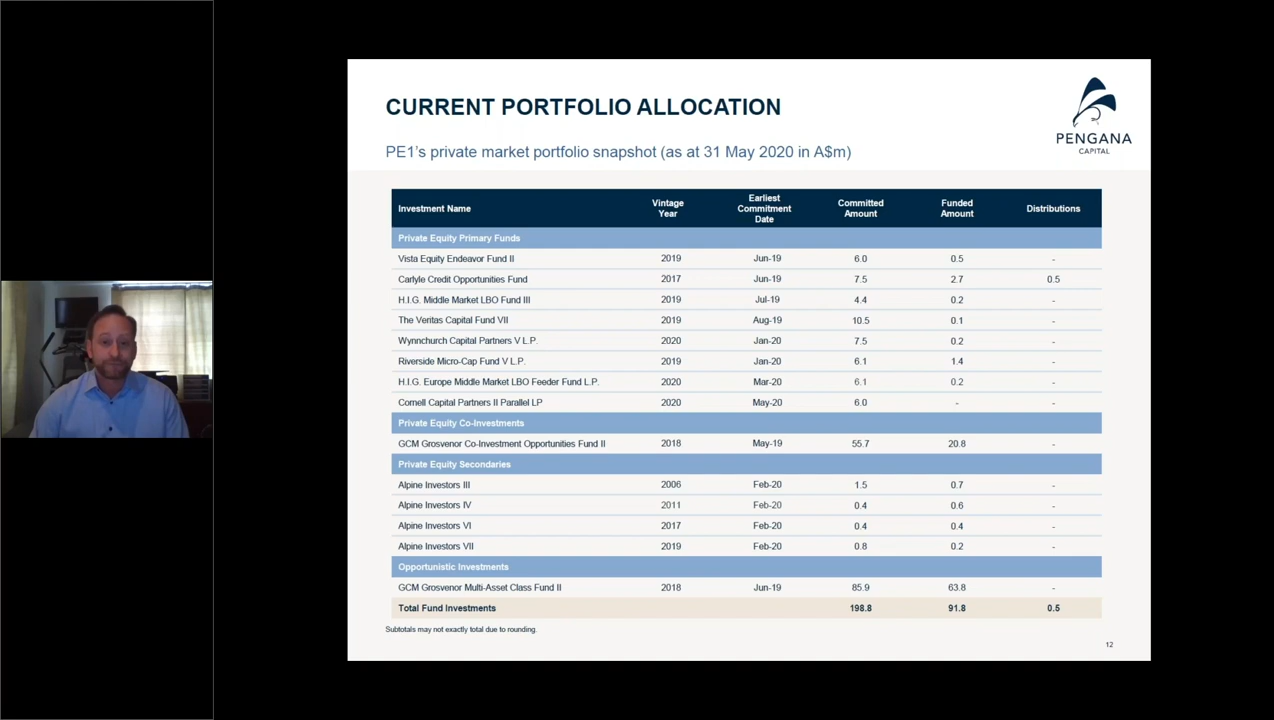 CURRENT PORTFOLIO ALLOCATION
PENGANA
CAPITAL
PE1's private market portfolio snapshot (as at 31 May 2020 in A$m)
Investment Name Vintage Year Earliest Commitment Date Committed Amount Funded Amount Distributions
Private Equity Primary Funds
Vista Equity Endeavor Fund II 2019 Jun-19 6.0 0.5 -
Carlyle Credit Opportunities Fund 2017 Jun-19 7.5 2.7 0.5
H.I.G. Middle Market LBO Fund III 2019 Jul-19 4.4 0.2 -
The Veritas Capital Fund VII 2019 Aug-19 10.5 0.1 -
Wynnchurch Capital Partners V L.P. 2020 Jan-20 7.5 0.2 -
Riverside Micro-Cap Fund V L.P. 2019 Jan-20 6.1 1.4 -
H.I.G. Europe Middle Market LBO Feeder Fund L.P. 2020 Mar-20 6.1 0.2 -
Cornell Capital Partners II Parallel LP 2020 May-20 6.0 - -
Private Equity Co-Investments
GCM Grosvenor Co-Investment Opportunities Fund II 2018 May-19 55.7 20.8 -
Private Equity Secondaries
Alpine Investors III 2006 Feb-20 1.5 0.7 -
Alpine Investors IV 2011 Feb-20 0.4 0.6 -
Alpine Investors VI 2017 Feb-20 0.4 0.4 -
Alpine Investors VII 2019 Feb-20 0.8 0.2 -
Opportunistic Investments
GCM Grosvenor Multi-Asset Class Fund II 2018 Jun-19 85.9 63.8 -
Total Fund Investments 198.8 91.8 0.5
Subtotals may not exactly total due to rounding.
12